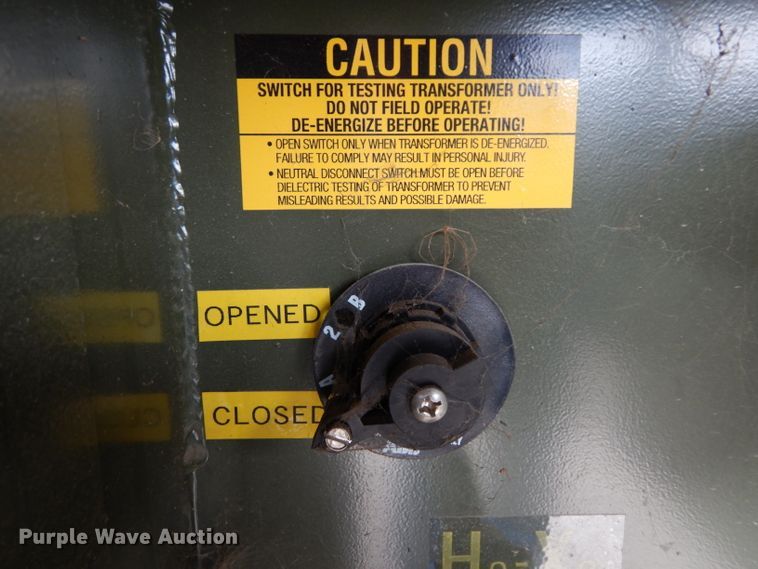 CAUTION
SWITCH FOR TESTING TRANSFORMER ONLY!
DO NOT FIELD OPERATE!
DE-ENERGIZE BEFORE OPERATING!
• OPEN SWITCH ONLY WHEN TRANSFORMER IS DE-ENERGIZED.
FAILURE TO COMPLY MAY RESULT IN PERSONAL INJURY.
• NEUTRAL DISCONNECT SWITCH MUST BE OPEN BEFORE
DIELECTRIC TESTING OF TRANSFORMER TO PREVENT
MISLEADING RESULTS AND POSSIBLE DAMAGE.
B
2
A
OPENED
CLOSED
Purple Wave Auction